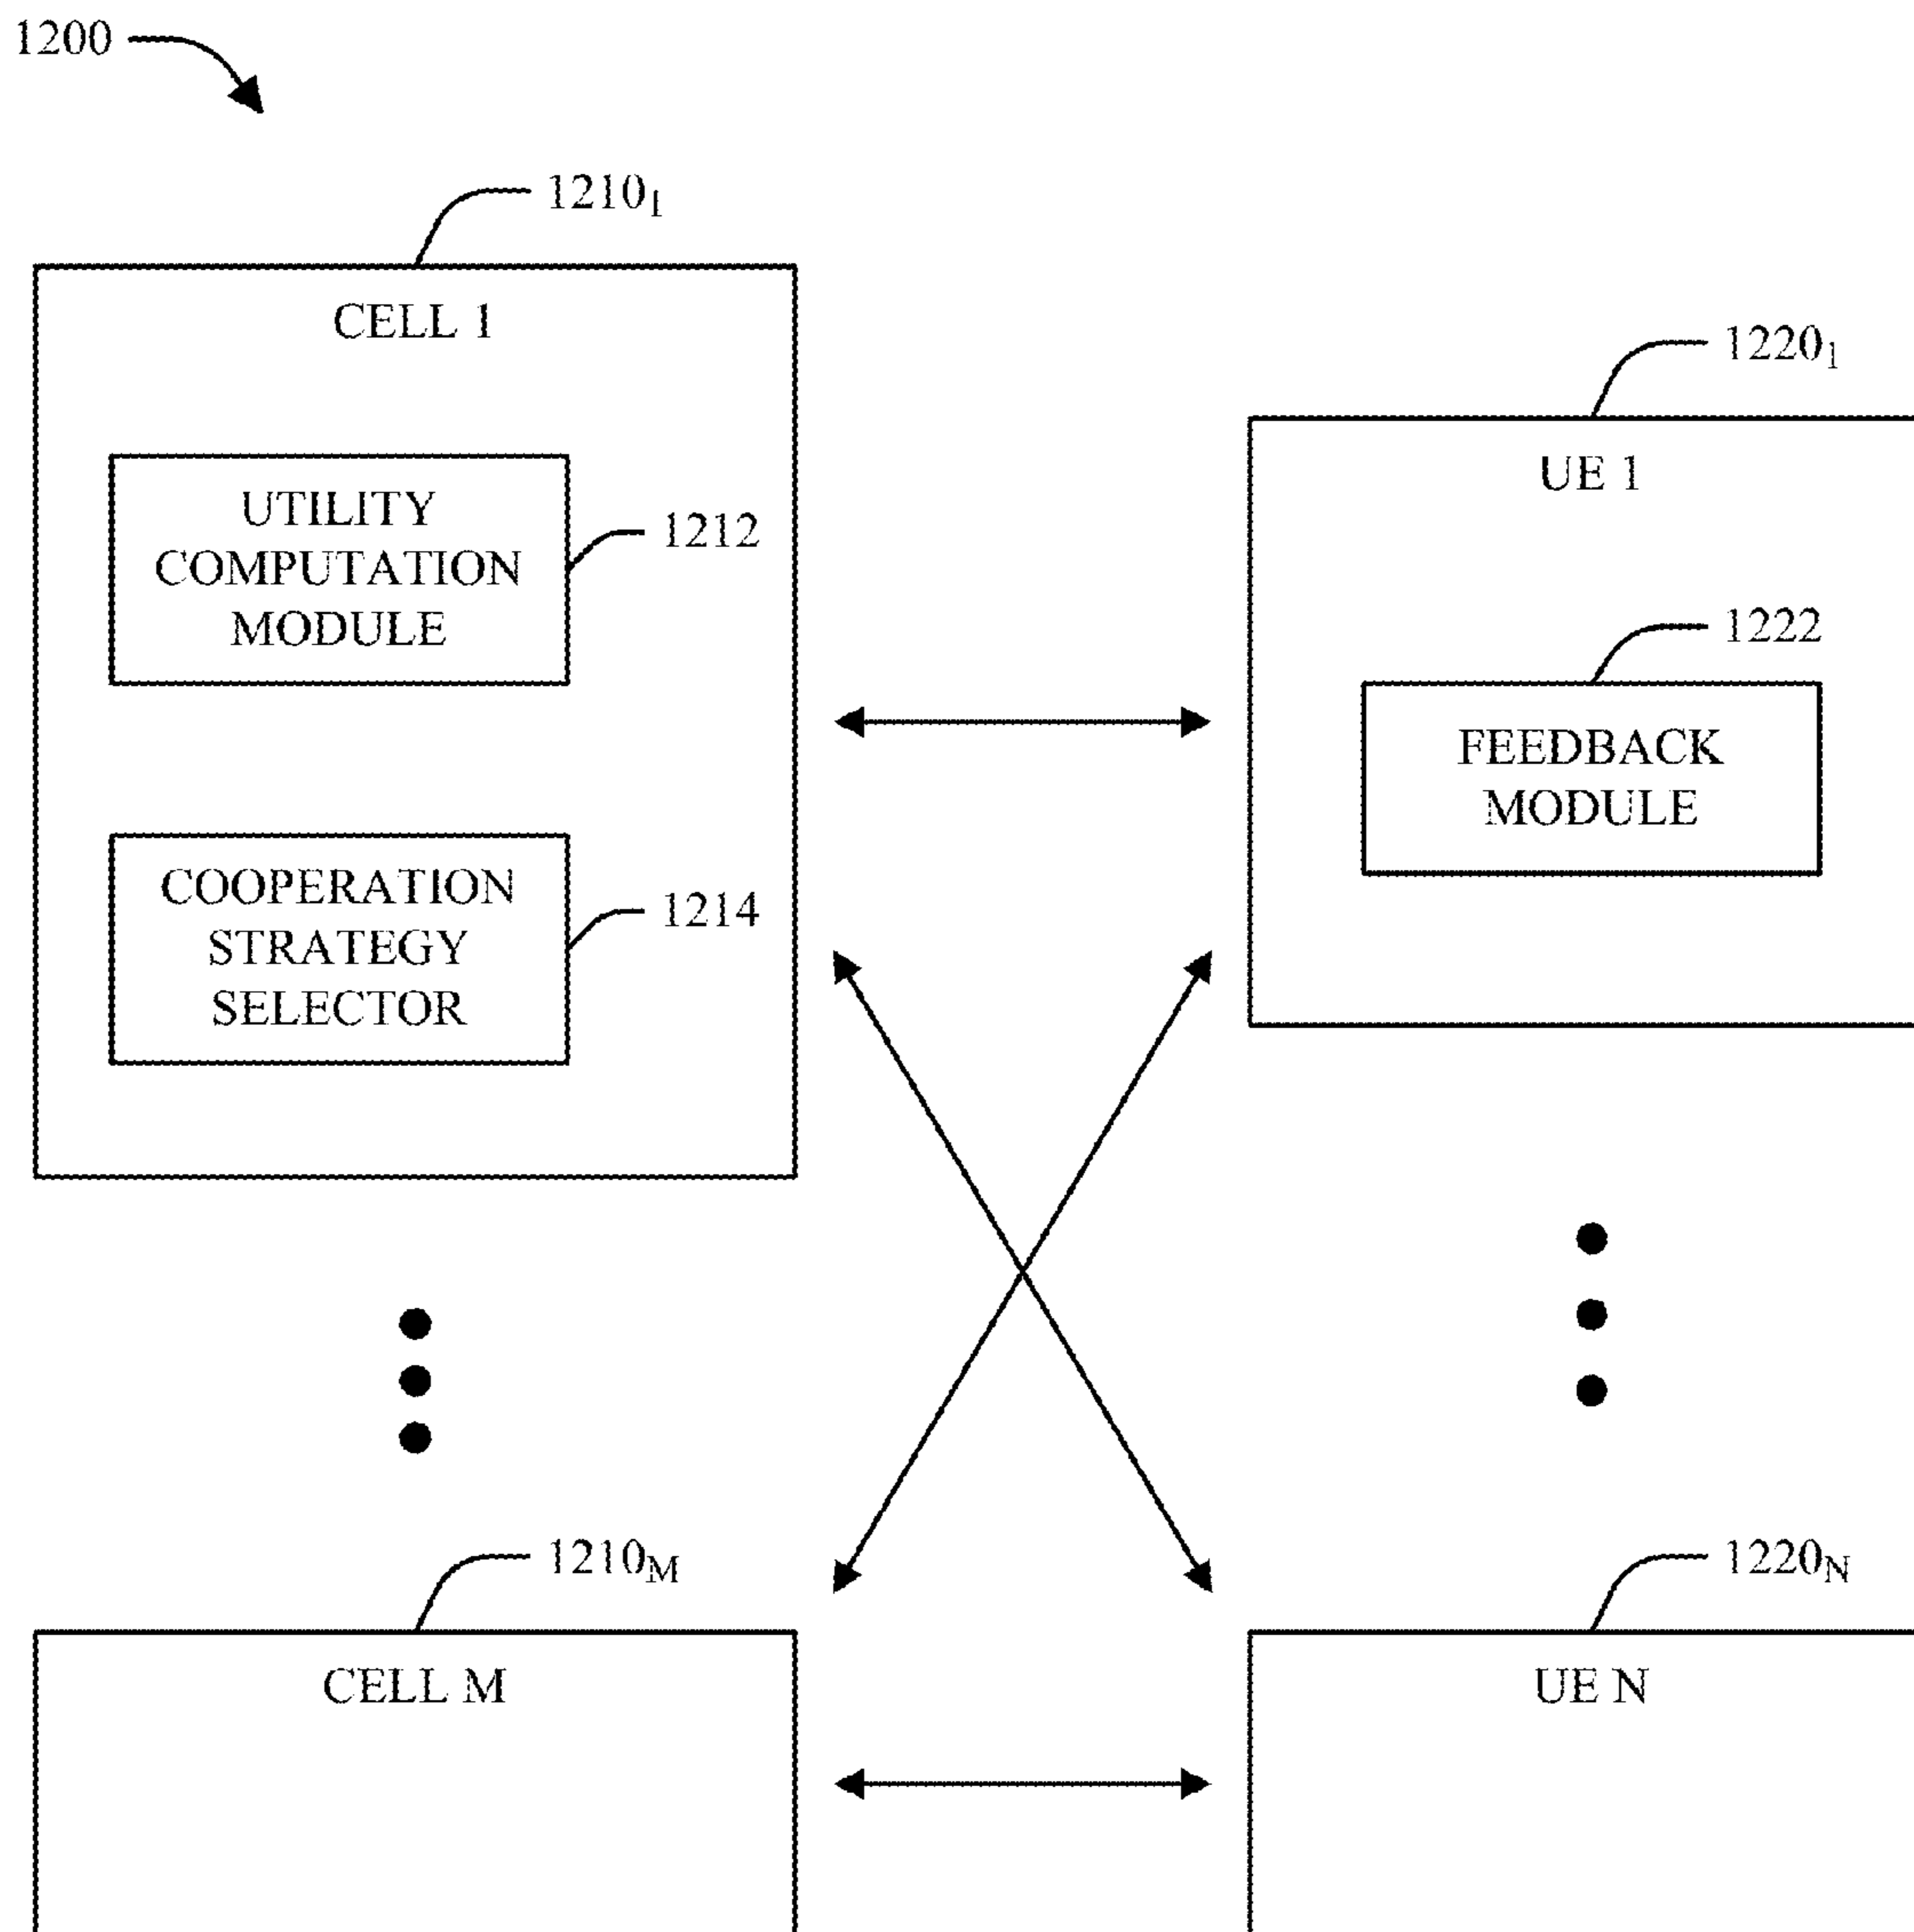 1200
1210₁
CELL 1
1220₁
UE 1
UTILITY
COMPUTATION
MODULE
1212
1222
FEEDBACK
MODULE
COOPERATION
STRATEGY
SELECTOR
1214
1210M
CELL M
1220N
UE N